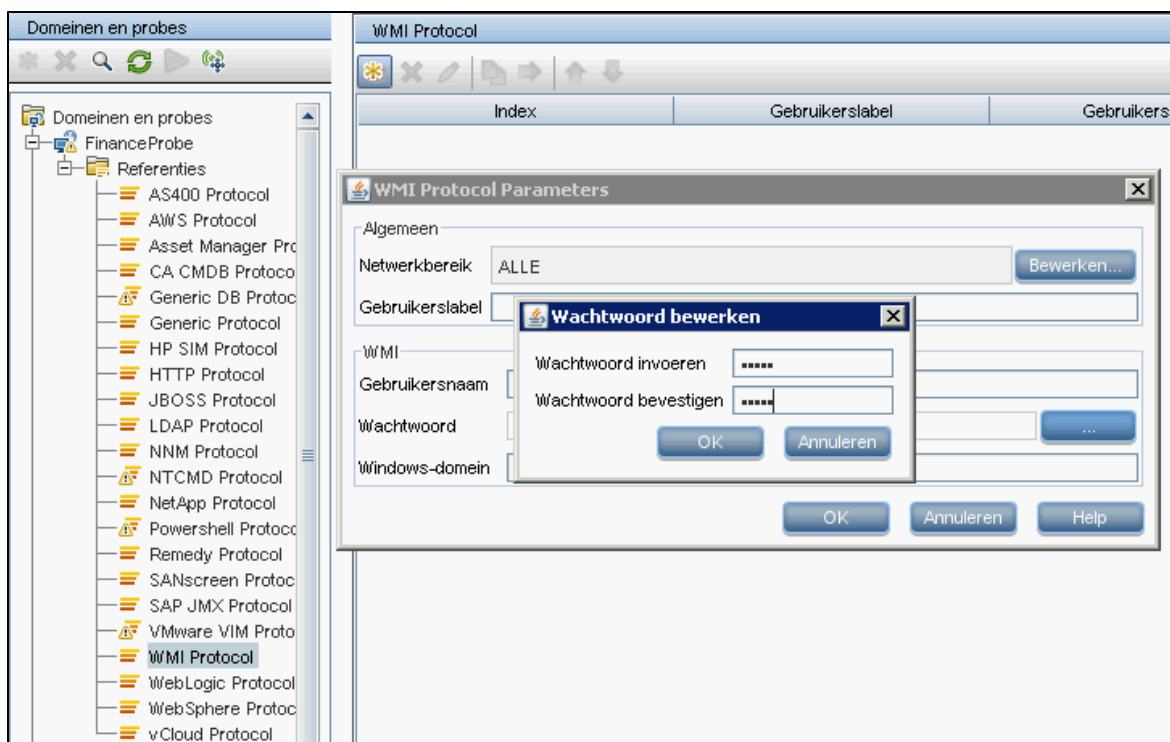 Domeinen en probes
Domeinen en probes
FinanceProbe
Referenties
AS400 Protocol
AWS Protocol
Asset Manager Pro
CA CMDB Protoco
Generic DB Protoc
Generic Protocol
HP SIM Protocol
HTTP Protocol
JBOSS Protocol
LDAP Protocol
NNM Protocol
NTCMD Protocol
NetApp Protocol
Powershell Protoco
Remedy Protocol
SANscreen Protoc
SAP JMX Protocol
VMware VIM Proto
WMI Protocol
WebLogic Protocol
WebSphere Protoc
vCloud Protocol
WMI Protocol
Index Gebruikerslabel Gebruikers
WMI Protocol Parameters
Algemeen
Netwerkbereik ALLE Bewerken...
Gebruikerslabel
WMI
Gebruikersnaam
Wachtwoord ...
Windows-domein
OK Annuleren Help
Wachtwoord bewerken
Wachtwoord invoeren •••••
Wachtwoord bevestigen •••••
OK Annuleren